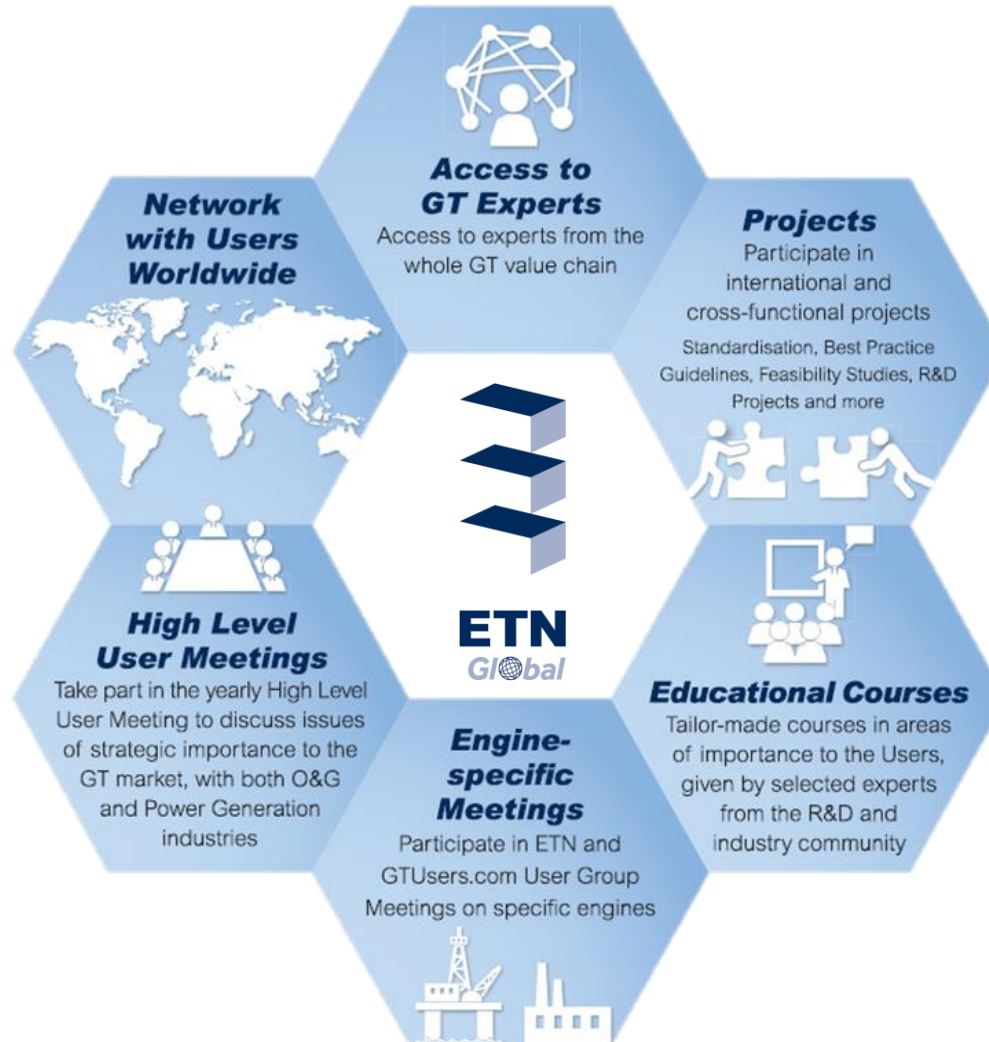 Access to
GT Experts
Access to experts from the
whole GT value chain
Network
with Users
Worldwide
Projects
Participate in
international and
cross-functional projects
Standardisation, Best Practice
Guidelines, Feasibility Studies, R&D
Projects and more
ETN
Global
High Level
User Meetings
Take part in the yearly High Level
User Meeting to discuss issues
of strategic importance to the
GT market, with both O&G
and Power Generation
industries
Educational Courses
Tailor-made courses in areas
of importance to the Users,
given by selected experts
from the R&D and
industry community
Engine-
specific
Meetings
Participate in ETN and
GTUsers.com User Group
Meetings on specific engines